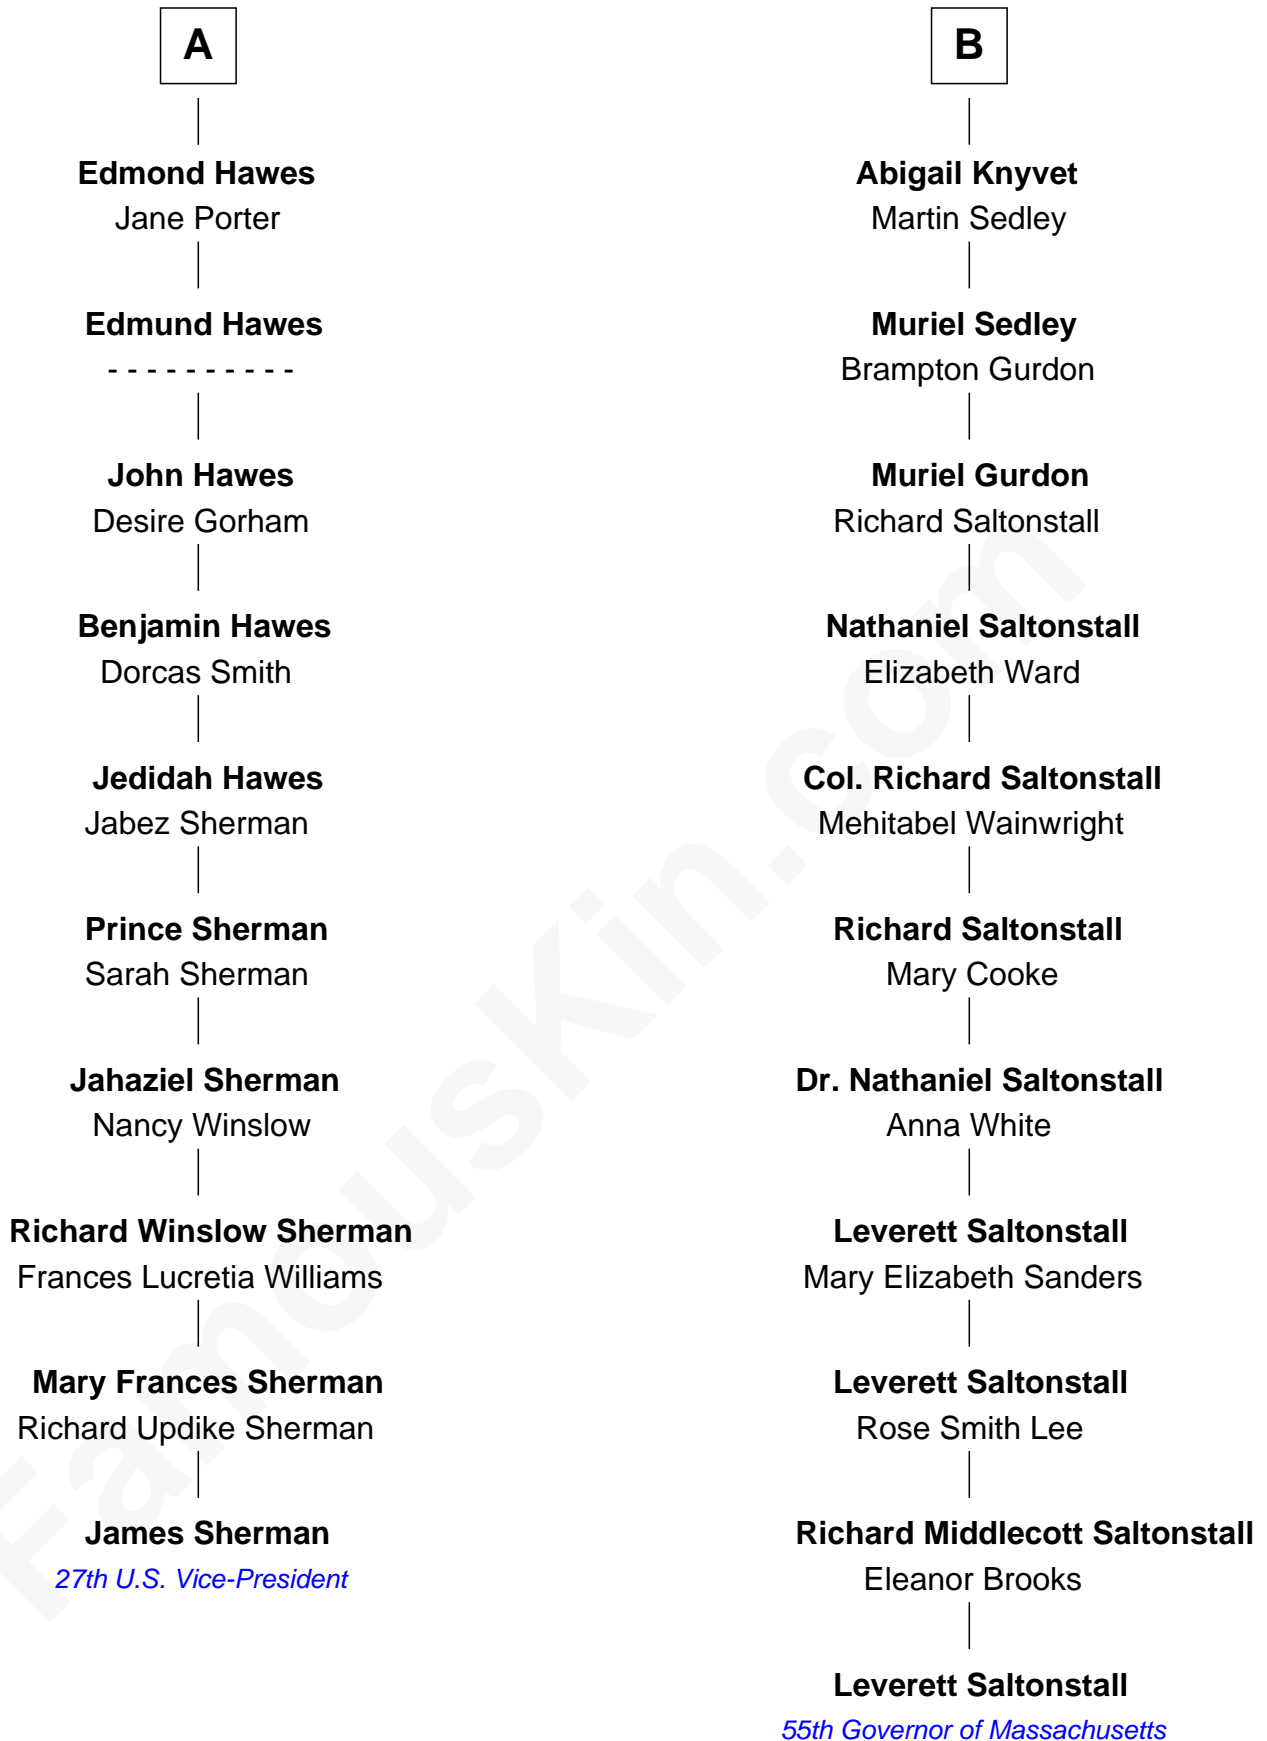 A
Edmond Hawes
Jane Porter
Edmund Hawes
- - - - - - - - - -
John Hawes
Desire Gorham
Benjamin Hawes
Dorcas Smith
Jedidah Hawes
Jabez Sherman
Prince Sherman
Sarah Sherman
Jahaziel Sherman
Nancy Winslow
Richard Winslow Sherman
Frances Lucretia Williams
Mary Frances Sherman
Richard Updike Sherman
James Sherman
27th U.S. Vice-President
B
Abigail Knyvet
Martin Sedley
Muriel Sedley
Brampton Gurdon
Muriel Gurdon
Richard Saltonstall
Nathaniel Saltonstall
Elizabeth Ward
Col. Richard Saltonstall
Mehitabel Wainwright
Richard Saltonstall
Mary Cooke
Dr. Nathaniel Saltonstall
Anna White
Leverett Saltonstall
Mary Elizabeth Sanders
Leverett Saltonstall
Rose Smith Lee
Richard Middlecott Saltonstall
Eleanor Brooks
Leverett Saltonstall
55th Governor of Massachusetts
FamousKin.com